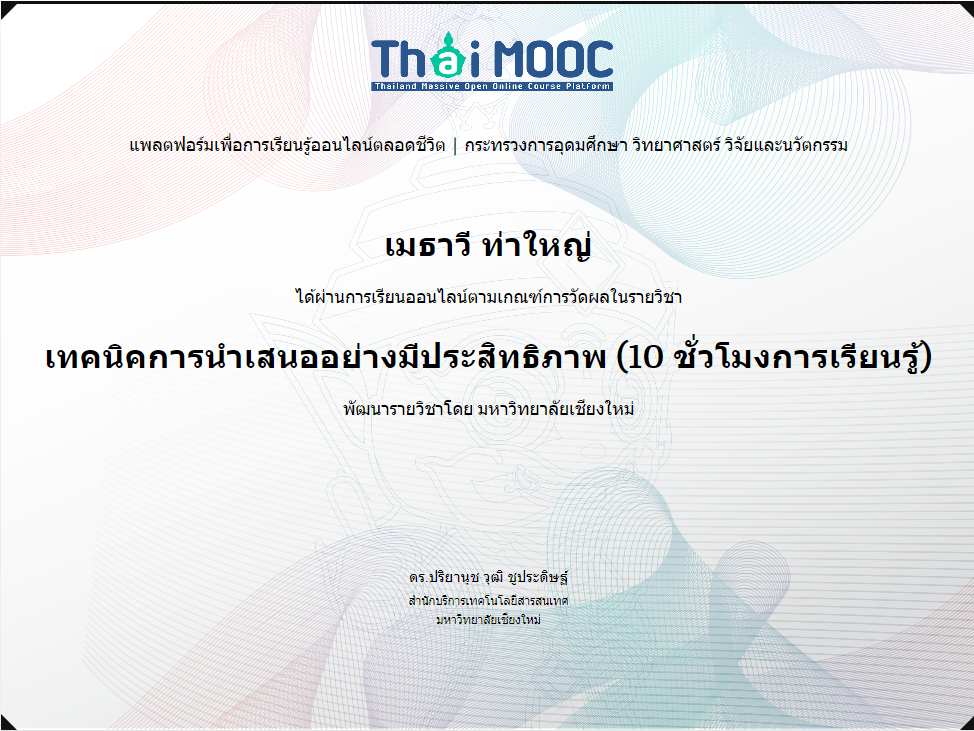 Thai MOOC
Thailand Massive Open Online Course Platform
แพลตฟอร์มเพื่อการเรียนรู้ออนไลน์ตลอดชีวิต | กระทรวงการอุดมศึกษา วิทยาศาสตร์ วิจัยและนวัตกรรม
เมธาวี ท่าใหญ่
ได้ผ่านการเรียนออนไลน์ตามเกณฑ์การวัดผลในรายวิชา
เทคนิคการนำเสนออย่างมีประสิทธิภาพ (10 ชั่วโมงการเรียนรู้)
พัฒนารายวิชาโดย มหาวิทยาลัยเชียงใหม่
ดร.ปริยานุช วุฒิ ชูประดิษฐ์
สำนักบริการเทคโนโลยีสารสนเทศ
มหาวิทยาลัยเชียงใหม่